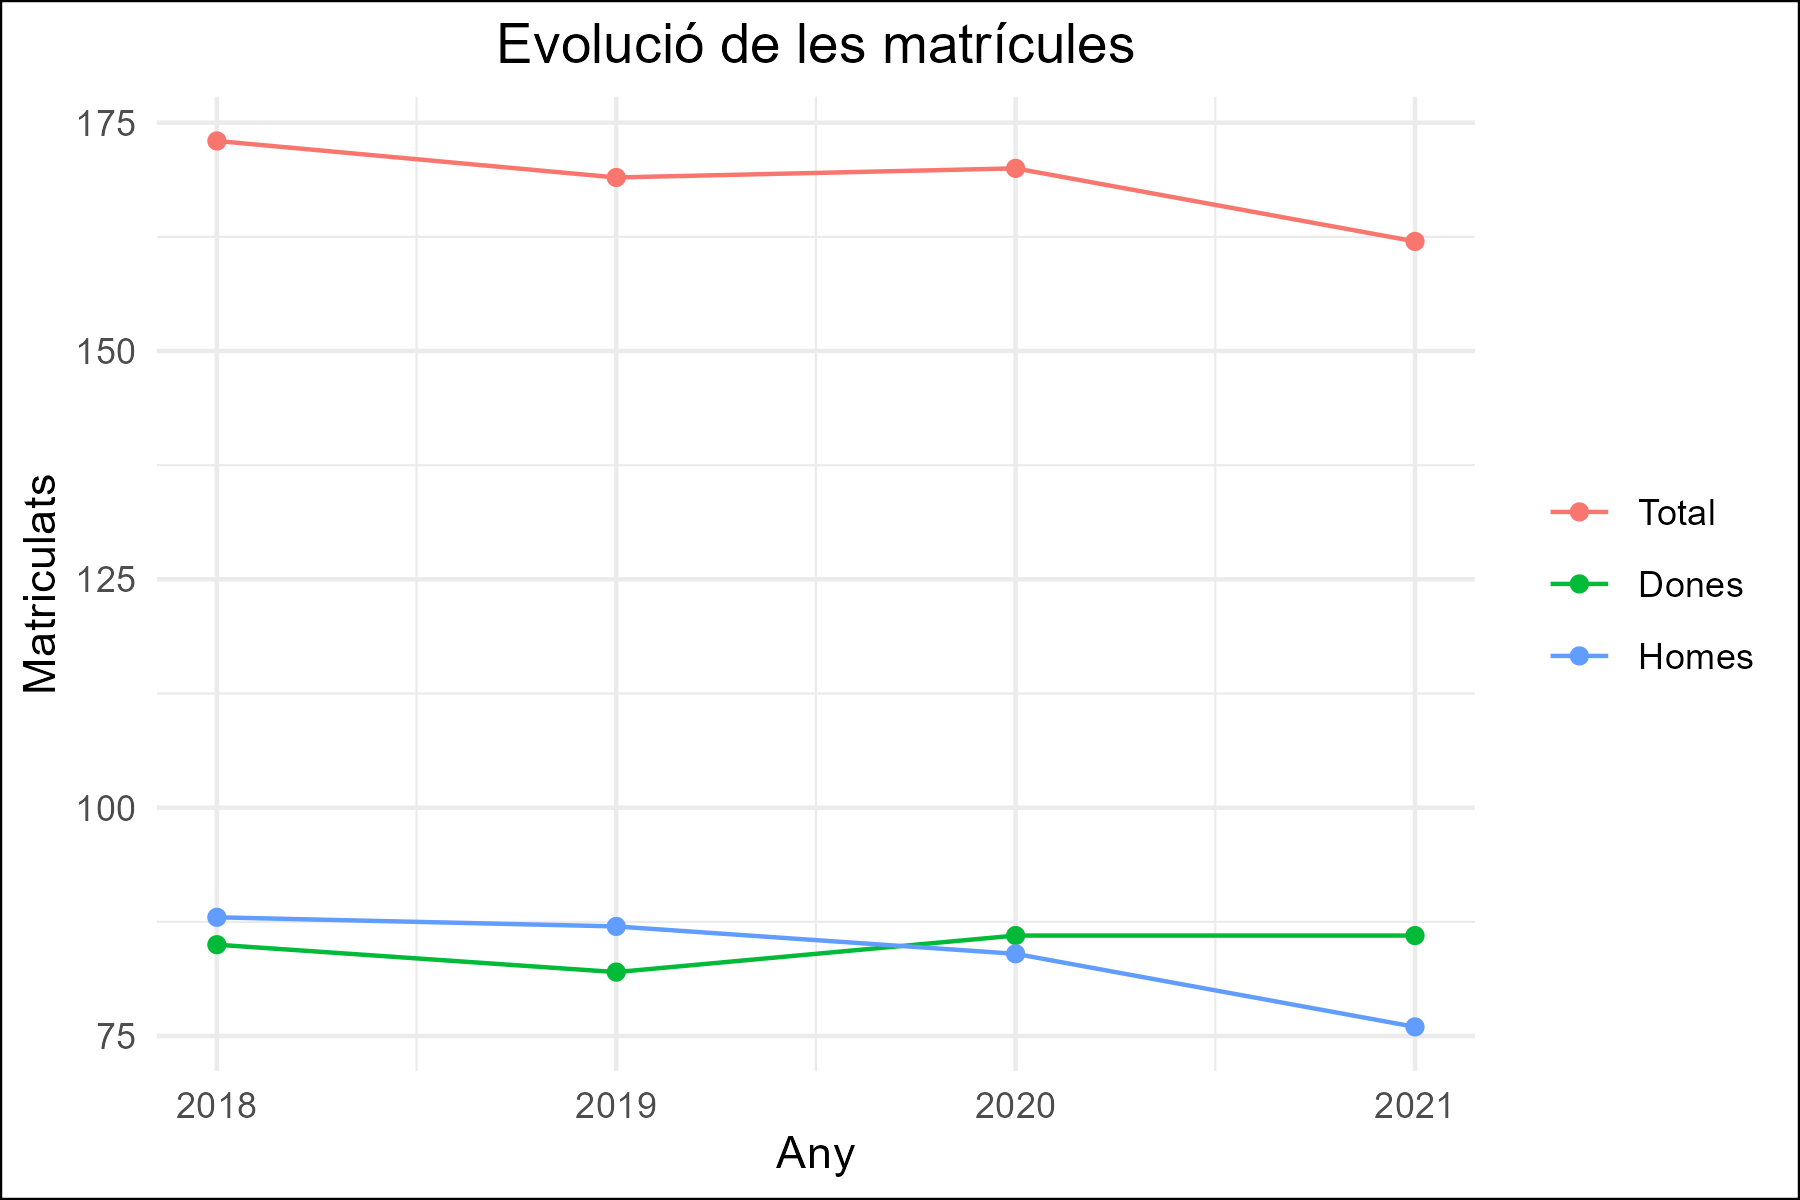 Evolució de les matrícules
175
150
125
100
75
Matriculats
2018 2019 2020 2021
Any
Total
Dones
Homes